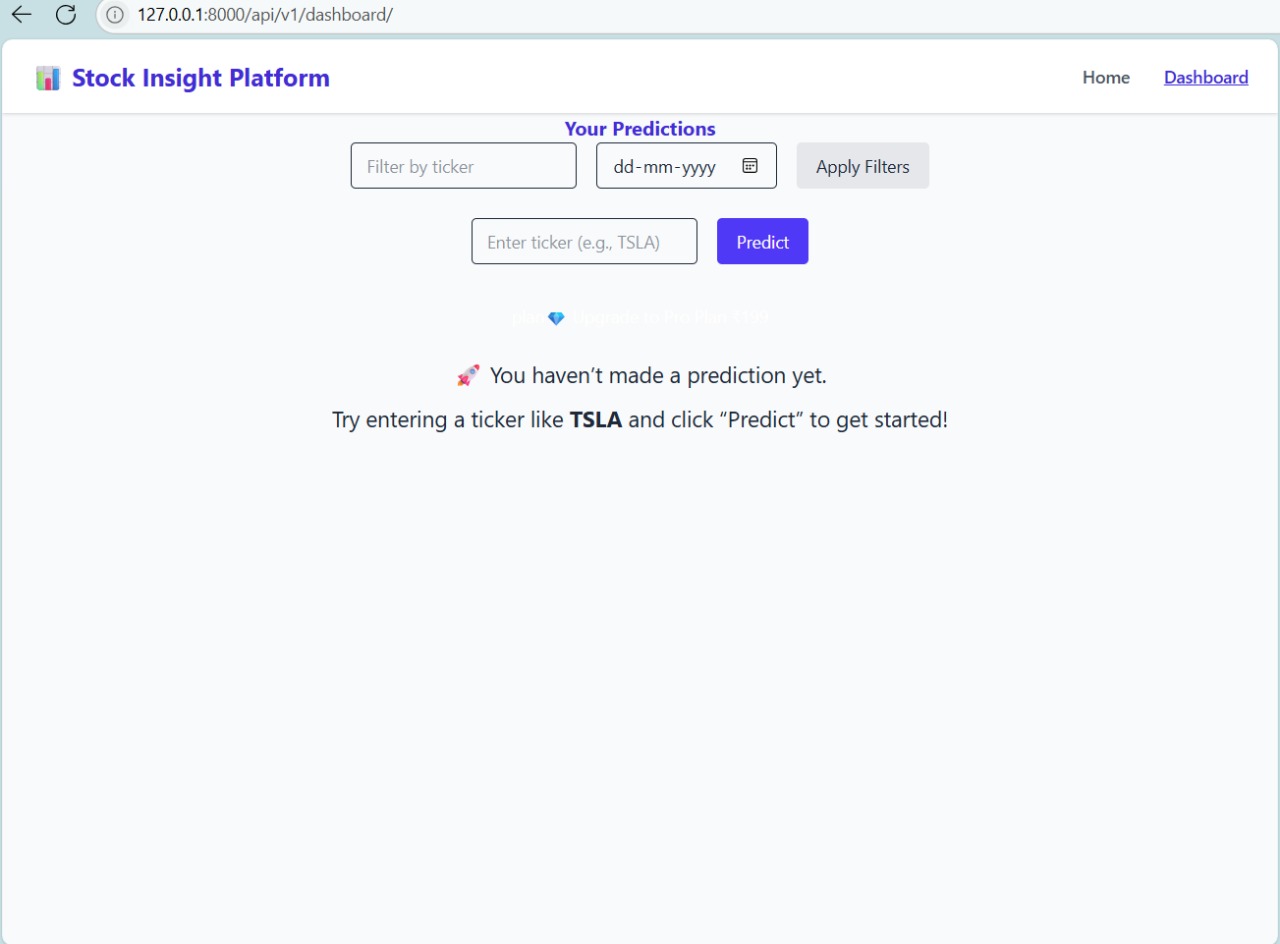 127.0.0.1:8000/api/v1/dashboard/
Stock Insight Platform
Home
Dashboard
Your Predictions
Filter by ticker
dd-mm-yyyy
Apply Filters
Enter ticker (e.g., TSLA)
Predict
plan 💎 Upgrade to Pro Plan
🚀 You haven’t made a prediction yet.
Try entering a ticker like TSLA and click “Predict” to get started!